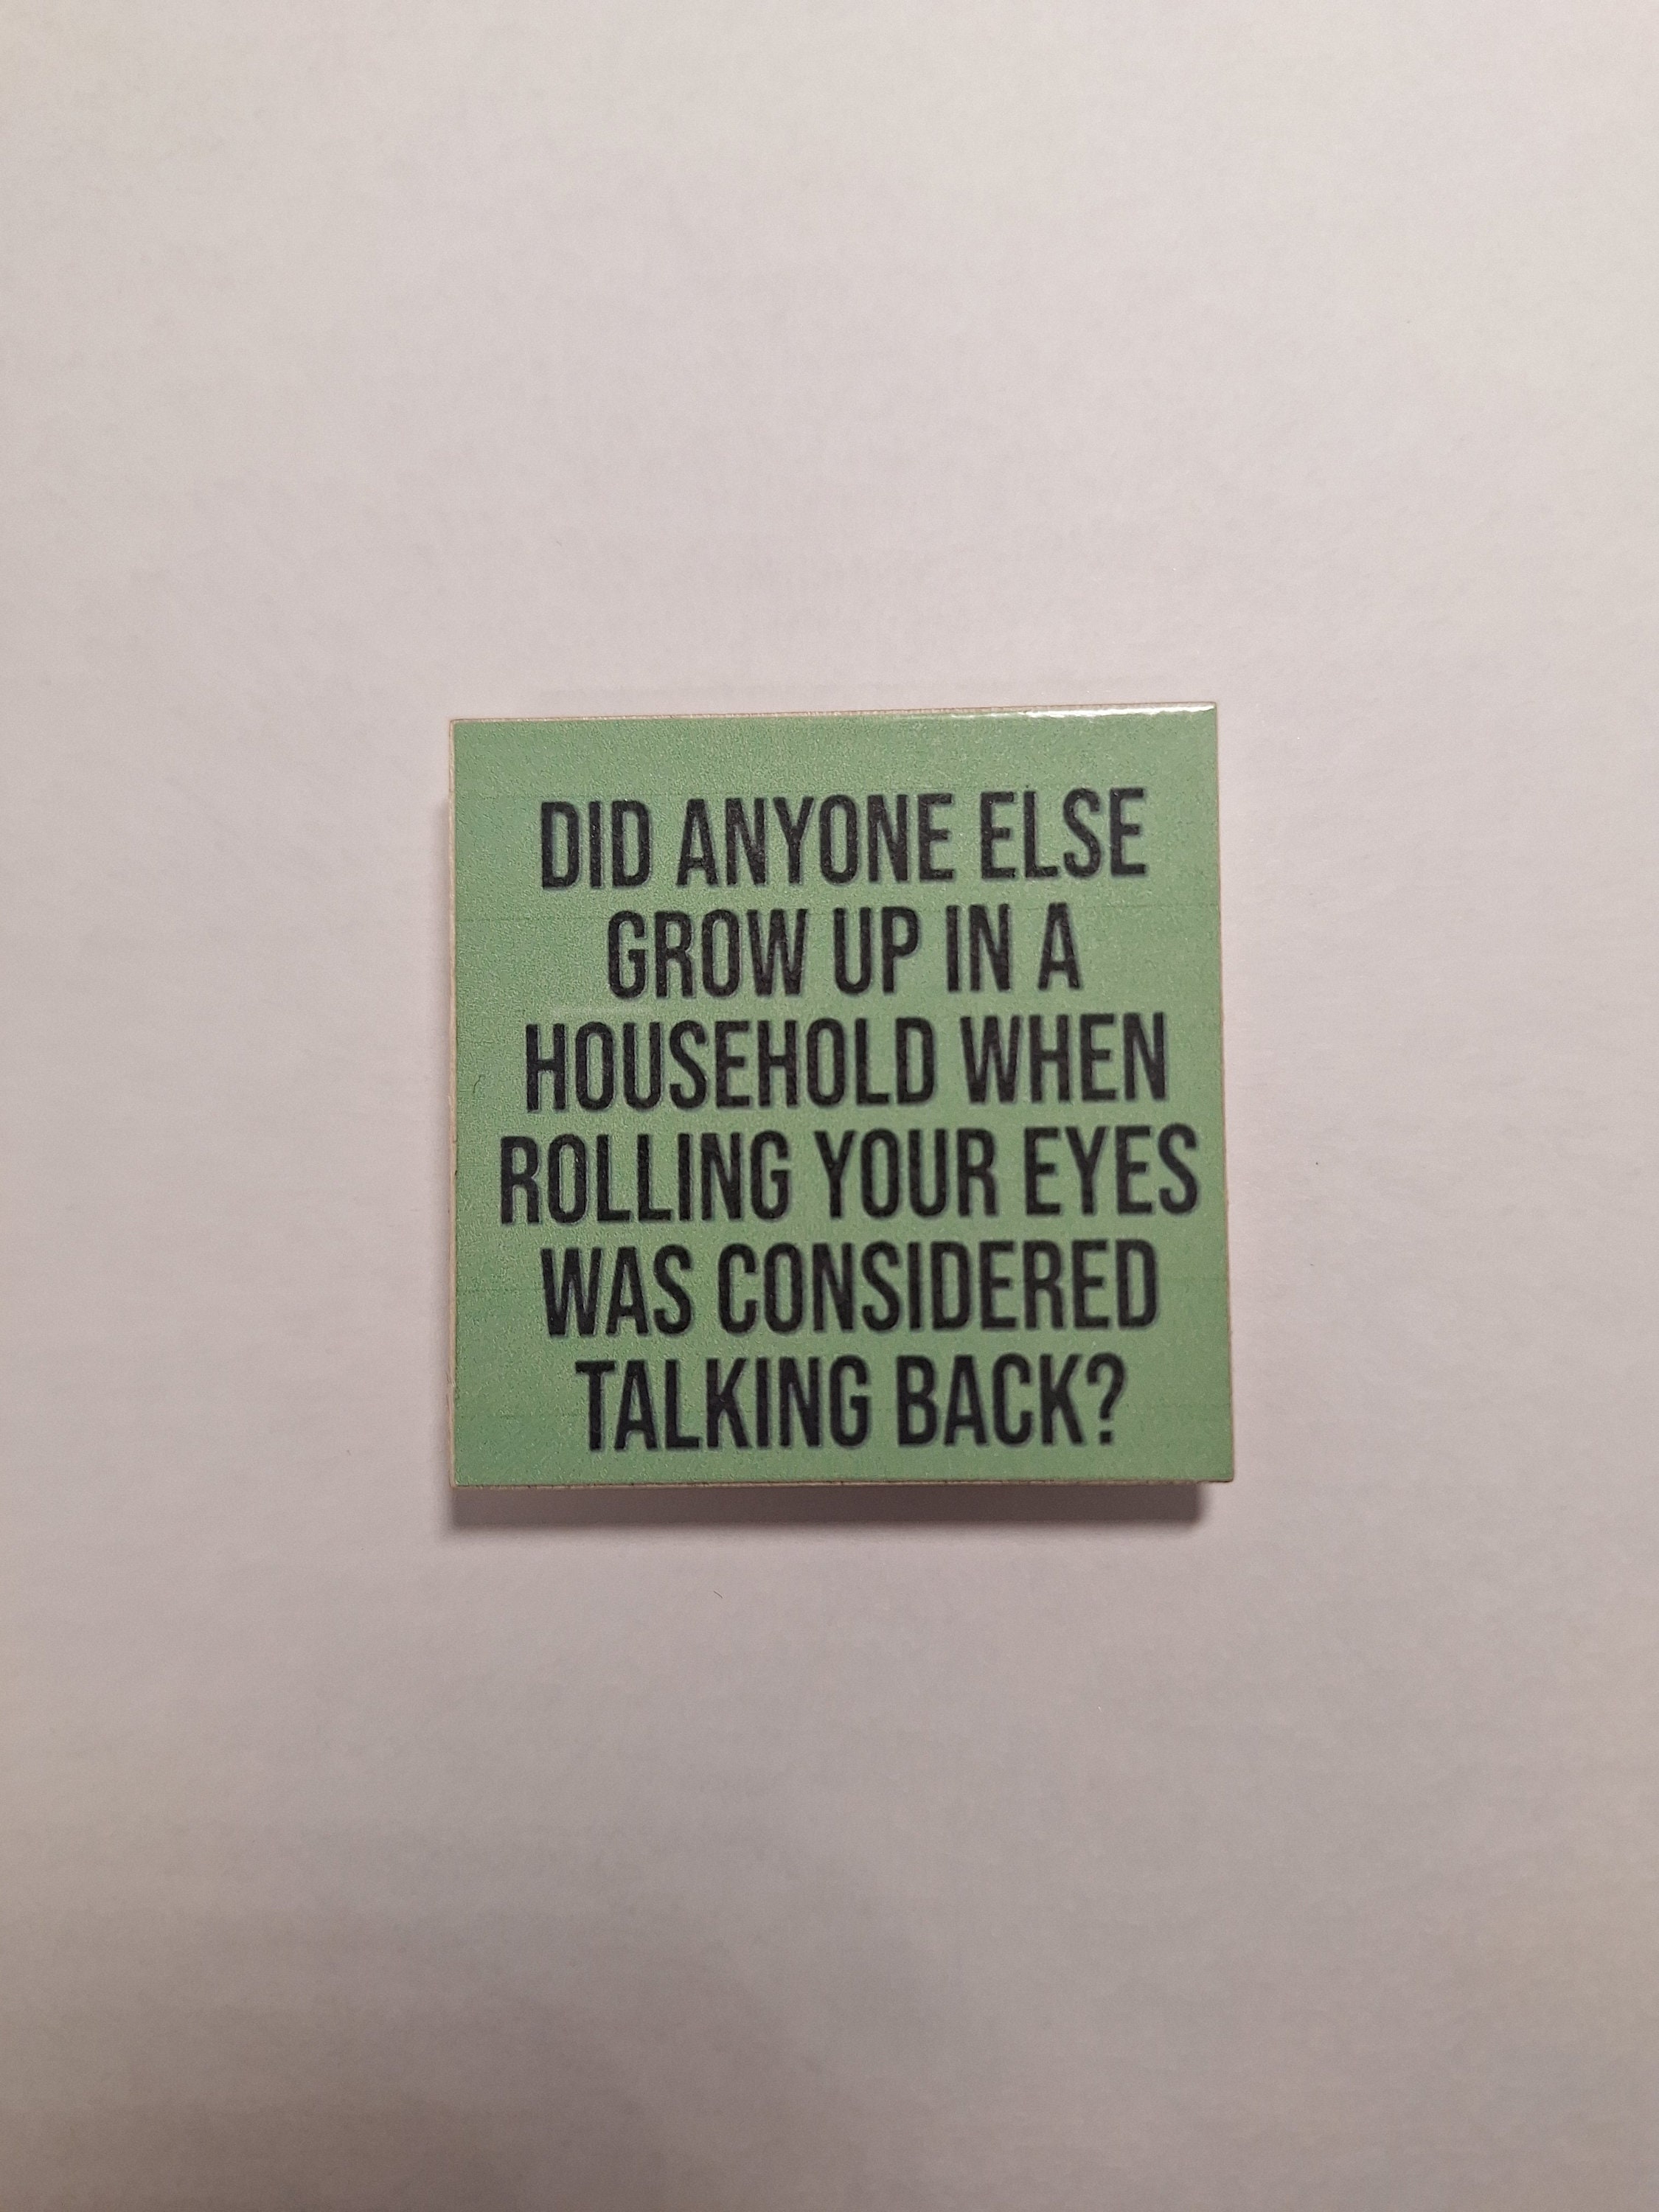 DID ANYONE ELSE
GROW UP IN A
HOUSEHOLD WHEN
ROLLING YOUR EYES
WAS CONSIDERED
TALKING BACK?